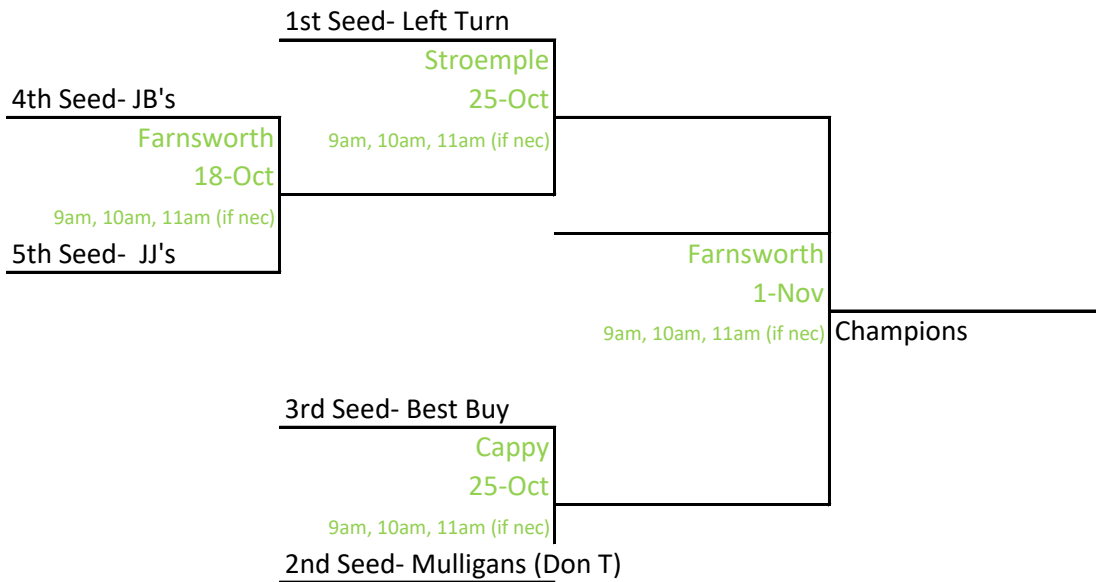 1st Seed- Left Turn
Stroemple
25-Oct
9am, 10am, 11am (if nec)
4th Seed- JB's
Farnsworth
18-Oct
9am, 10am, 11am (if nec)
5th Seed-  JJ's
Farnsworth
1-Nov
9am, 10am, 11am (if nec)
Champions
3rd Seed- Best Buy
Cappy
25-Oct
9am, 10am, 11am (if nec)
2nd Seed- Mulligans (Don T)